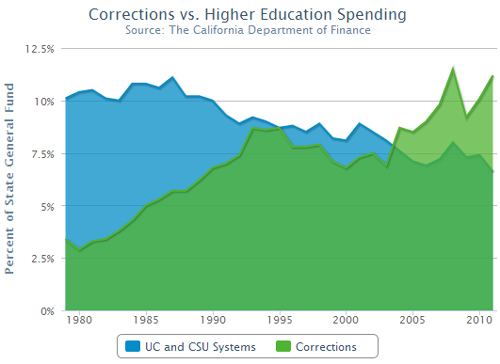 Corrections vs. Higher Education Spending
Source: The California Department of Finance
Percent of State General Fund
12.5%
10%
7.5%
5%
2.5%
0%
1980 1985 1990 1995 2000 2005 2010
UC and CSU Systems Corrections